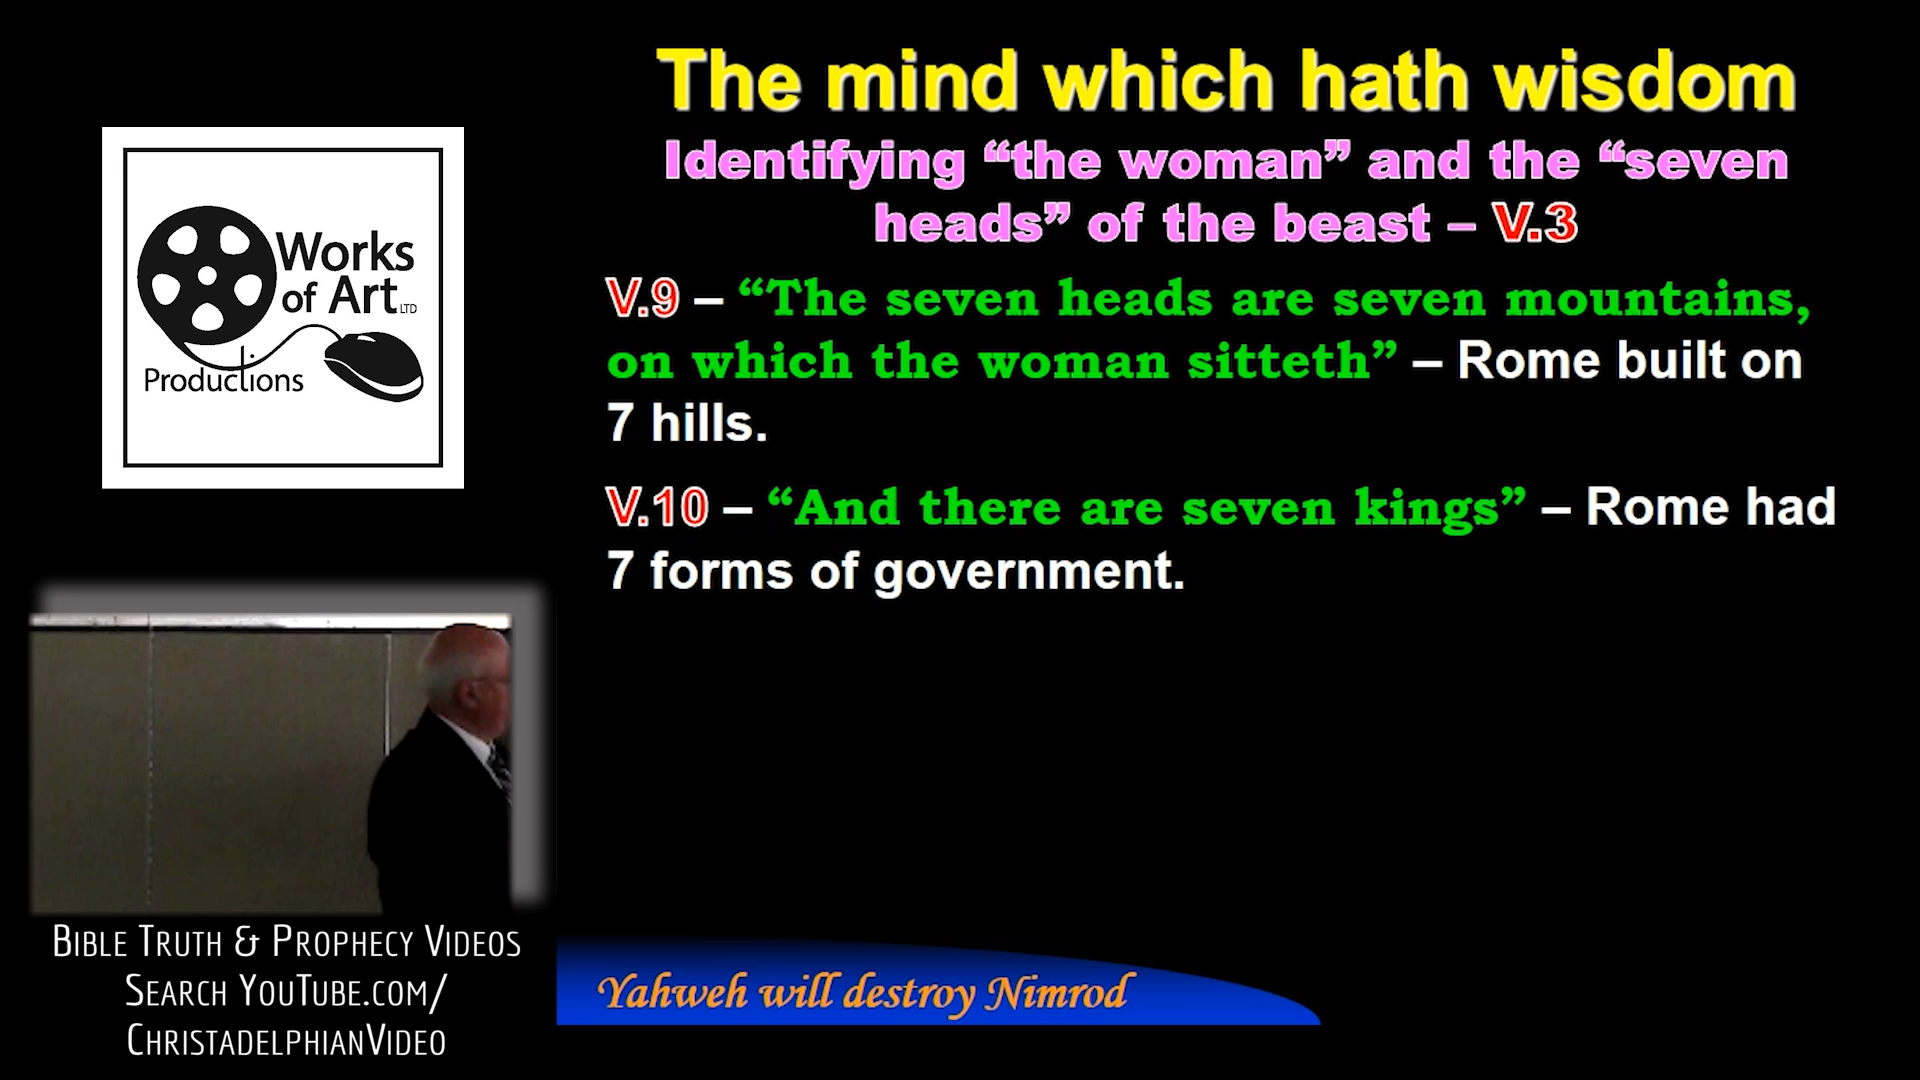 The mind which hath wisdom
Identifying “the woman” and the “seven
heads” of the beast – V.3
V.9 – “The seven heads are seven mountains,
on which the woman sitteth” – Rome built on
7 hills.
V.10 – “And there are seven kings” – Rome had
7 forms of government.
Yahweh will destroy Nimrod
Works
of Art LTD
Productions
Bible Truth & Prophecy Videos
Search YouTube.com/
ChristadelphianVideo